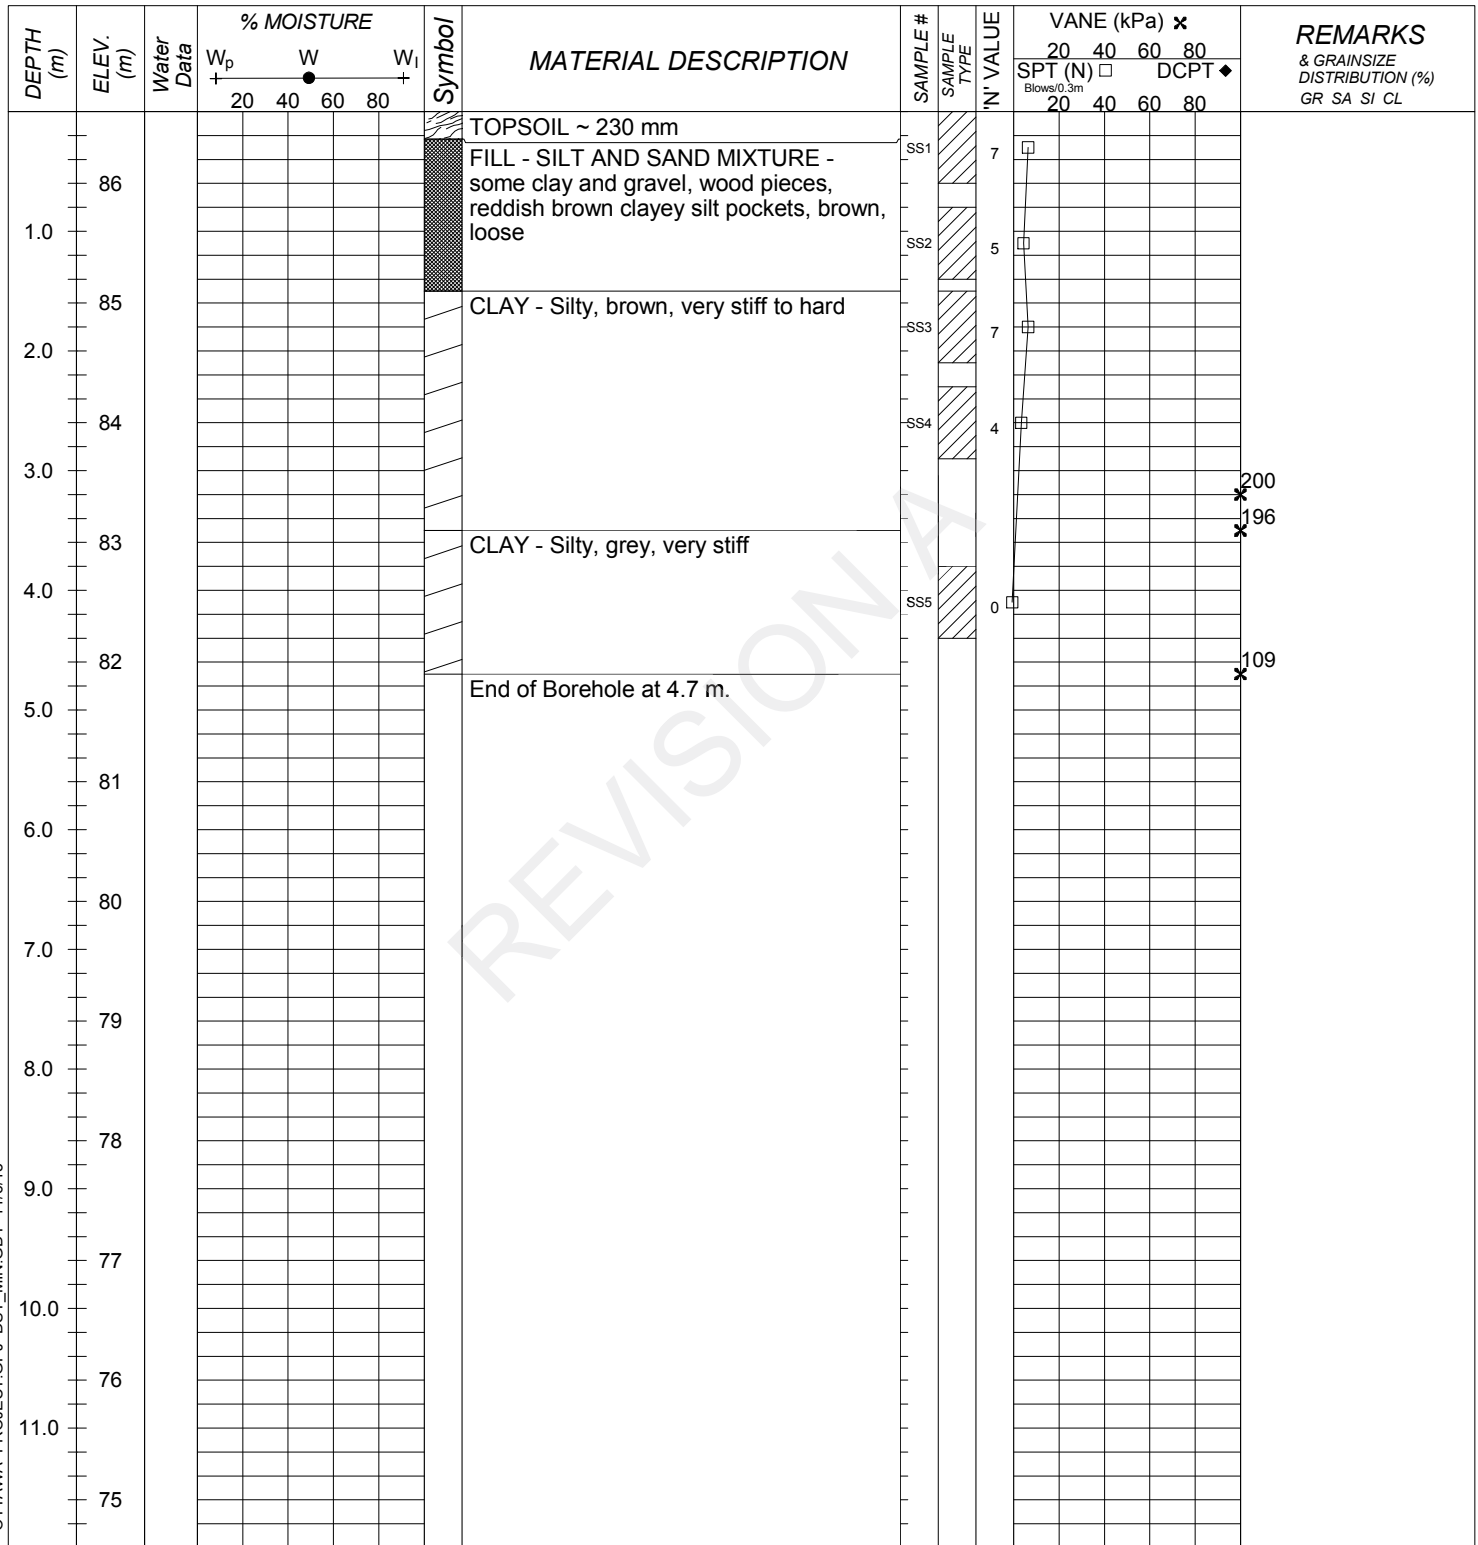 DEPTH (m)
ELEV. (m)
Water Data
% MOISTURE
Wp W Wl
20 40 60 80
Symbol
MATERIAL DESCRIPTION
SAMPLE #
SAMPLE TYPE
'N' VALUE
VANE (kPa)
20 40 60 80
SPT (N) DCPT
Blows/0.3m
20 40 60 80
REMARKS
& GRAINSIZE
DISTRIBUTION (%)
GR SA SI CL
TOPSOIL ~ 230 mm
SS1 7
FILL - SILT AND SAND MIXTURE -
86
some clay and gravel, wood pieces,
reddish brown clayey silt pockets, brown,
1.0
loose
SS2 5
85
CLAY - Silty, brown, very stiff to hard
SS3 7
2.0
84
SS4 4
3.0
200
196
83
CLAY - Silty, grey, very stiff
4.0
SS5 0
82
109
End of Borehole at 4.7 m.
5.0
81
6.0
80
7.0
79
8.0
78
9.0
77
10.0
76
11.0
75
REVISION A